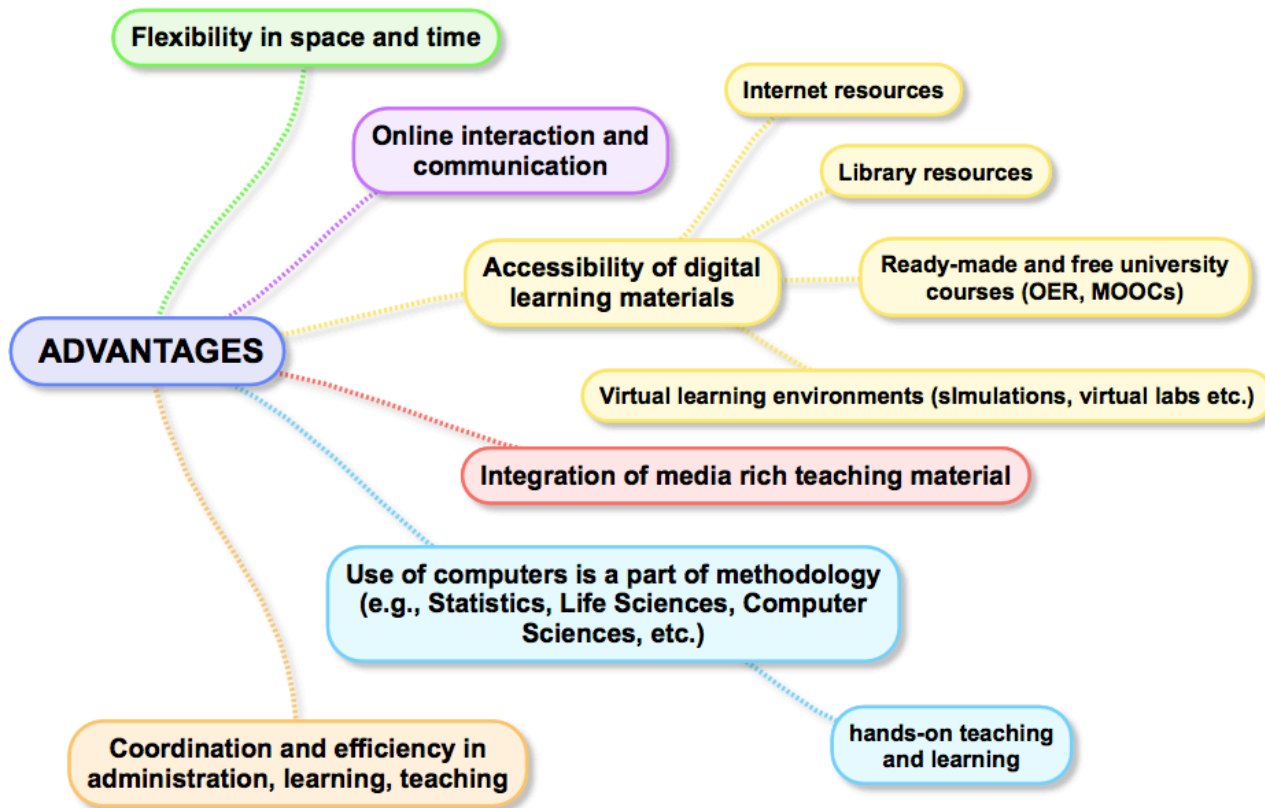 Flexibility in space and time
Internet resources
Online interaction and
communication
Library resources
Accessibility of digital
learning materials
Ready-made and free university
courses (OER, MOOCs)
ADVANTAGES
Virtual learning environments (sImulations, virtual labs etc.)
Integration of media rich teaching material
Use of computers is a part of methodology
(e.g., Statistics, Life Sciences, Computer
Sciences, etc.)
hands-on teaching
and learning
Coordination and efficiency in
administration, learning, teaching